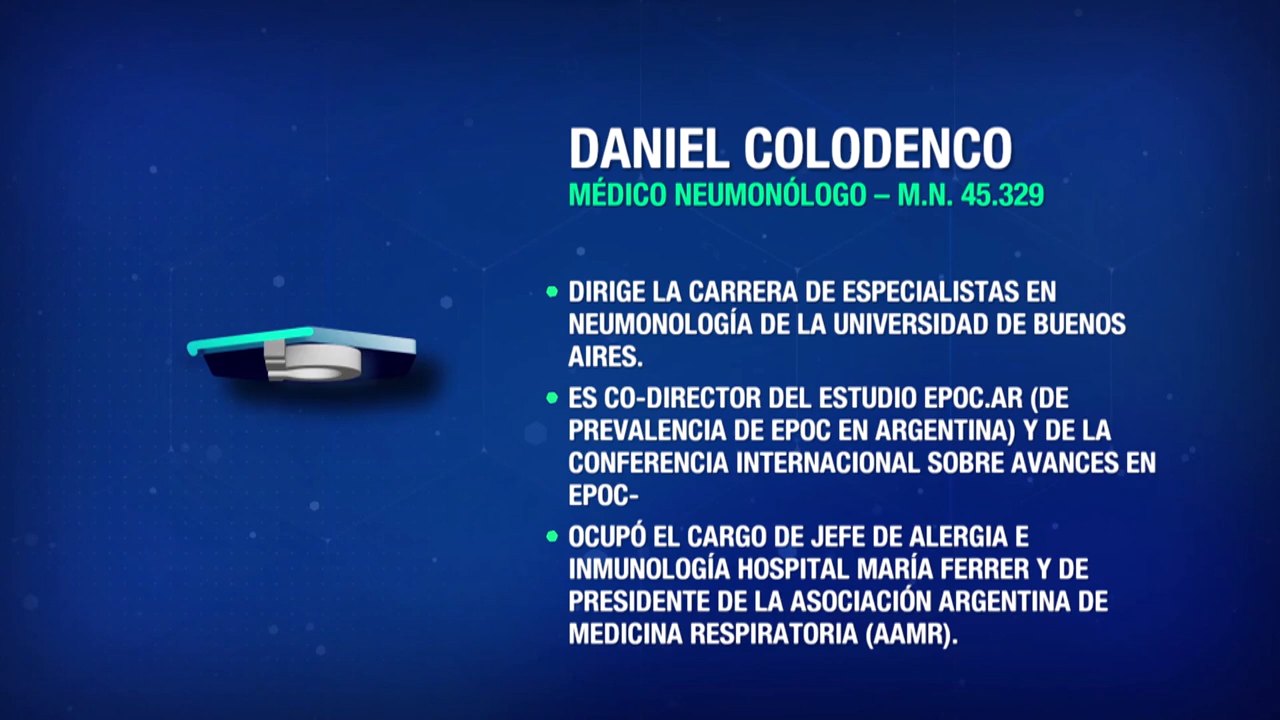 DANIEL COLODENCO
MÉDICO NEUMONÓLOGO – M.N. 45.329
DIRIGE LA CARRERA DE ESPECIALISTAS EN
NEUMONOLOGÍA DE LA UNIVERSIDAD DE BUENOS
AIRES.
ES CO-DIRECTOR DEL ESTUDIO EPOC.AR (DE
PREVALENCIA DE EPOC EN ARGENTINA) Y DE LA
CONFERENCIA INTERNACIONAL SOBRE AVANCES EN
EPOC-
OCUPÓ EL CARGO DE JEFE DE ALERGIA E
INMUNOLOGÍA HOSPITAL MARÍA FERRER Y DE
PRESIDENTE DE LA ASOCIACIÓN ARGENTINA DE
MEDICINA RESPIRATORIA (AAMR).